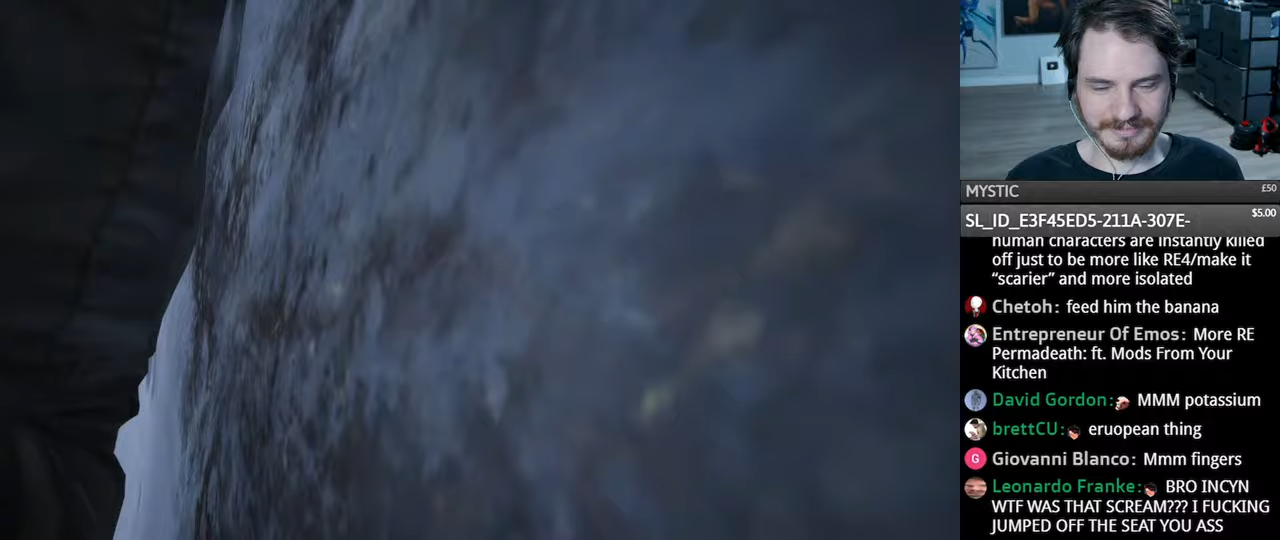 MYSTIC £50
SL_ID_E3F45ED5-211A-307E- $5.00
human characters are instantly killed
off just to be more like RE4/make it
“scarier” and more isolated
Chetoh: feed him the banana
Entrepreneur Of Emos: More RE
Permadeath: ft. Mods From Your
Kitchen
David Gordon: MMM potassium
brettCU: eruopean thing
G Giovanni Blanco: Mmm fingers
Leonardo Franke: BRO INCYN
WTF WAS THAT SCREAM??? I FUCKING
JUMPED OFF THE SEAT YOU ASS